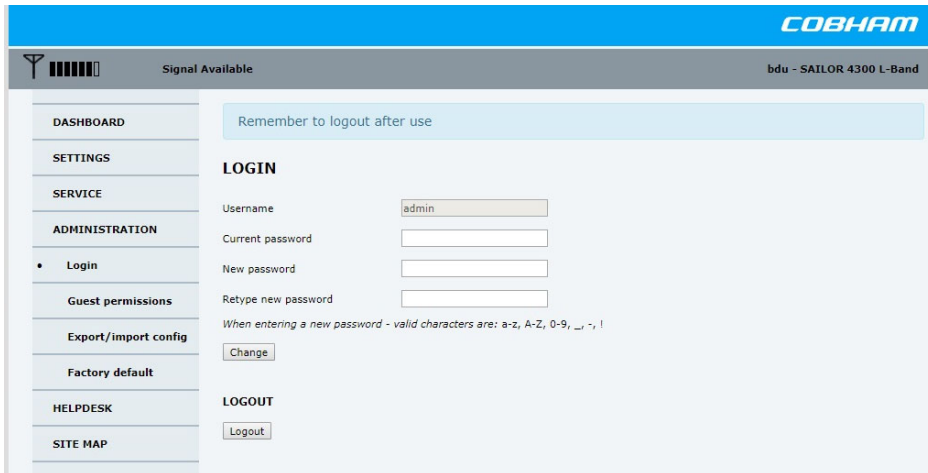 COBHAM
Signal Available
bdu - SAILOR 4300 L-Band
DASHBOARD
SETTINGS
SERVICE
ADMINISTRATION
• Login
Guest permissions
Export/import config
Factory default
HELPDESK
SITE MAP
Remember to logout after use
LOGIN
Username admin
Current password
New password
Retype new password
When entering a new password - valid characters are: a-z, A-Z, 0-9, _, -, !
Change
LOGOUT
Logout